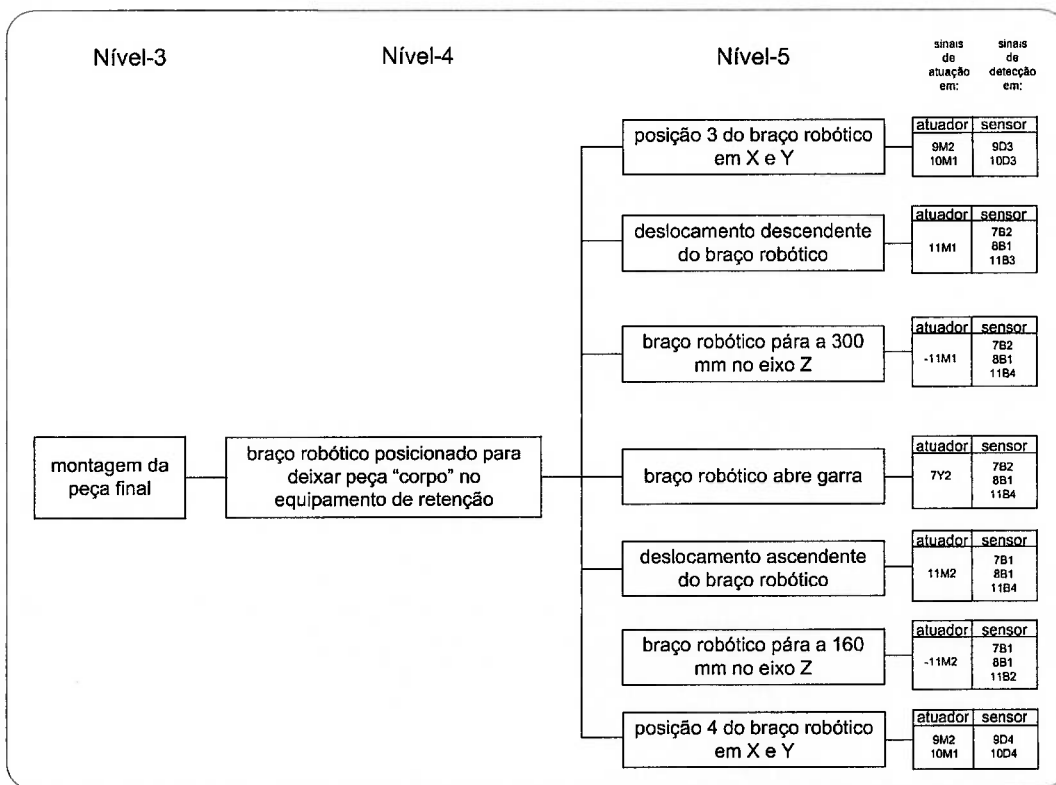 Nível-3
Nível-4
Nível-5
sinais
de
atuação
em:
sinais
de
detecção
em:
posição 3 do braço robótico
em X e Y
atuador sensor
9M2 9D3
10M1 10D3
deslocamento descendente
do braço robótico
atuador sensor
7B2
11M1 8B1
11B3
braço robótico pára a 300
mm no eixo Z
atuador sensor
7B2
-11M1 8B1
11B4
montagem da
peça final
braço robótico posicionado para
deixar peça “corpo” no
equipamento de retenção
braço robótico abre garra
atuador sensor
7B2
7Y2 8B1
11B4
deslocamento ascendente
do braço robótico
atuador sensor
7B1
11M2 8B1
11B4
braço robótico pára a 160
mm no eixo Z
atuador sensor
7B1
-11M2 8B1
11B2
posição 4 do braço robótico
em X e Y
atuador sensor
9M2 9D4
10M1 10D4